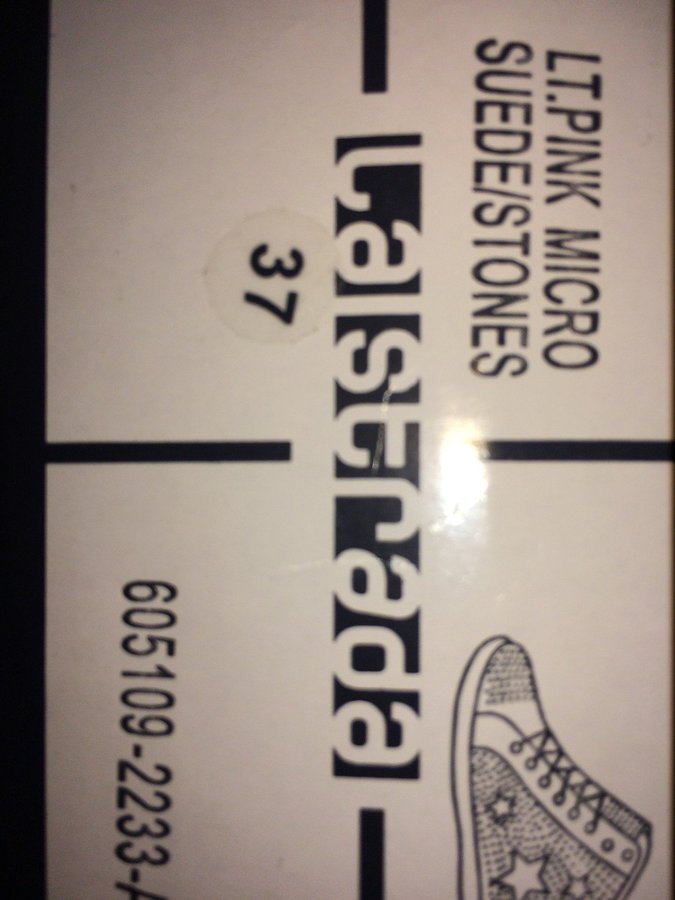 LT.PINK MICRO
SUEDE/STONES
La Strada
37
605109-2233-A